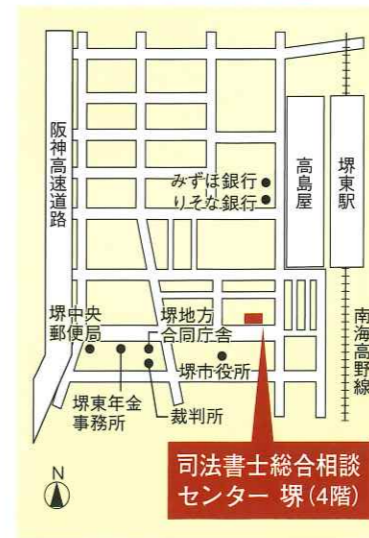 阪神高速道路
みずほ銀行
りそな銀行
高島屋
堺東駅
堺中央
郵便局
堺地方
合同庁舎
堺市役所
南海高野線
堺東年金
事務所
裁判所
司法書士総合相談
センター 堺(4階)
N